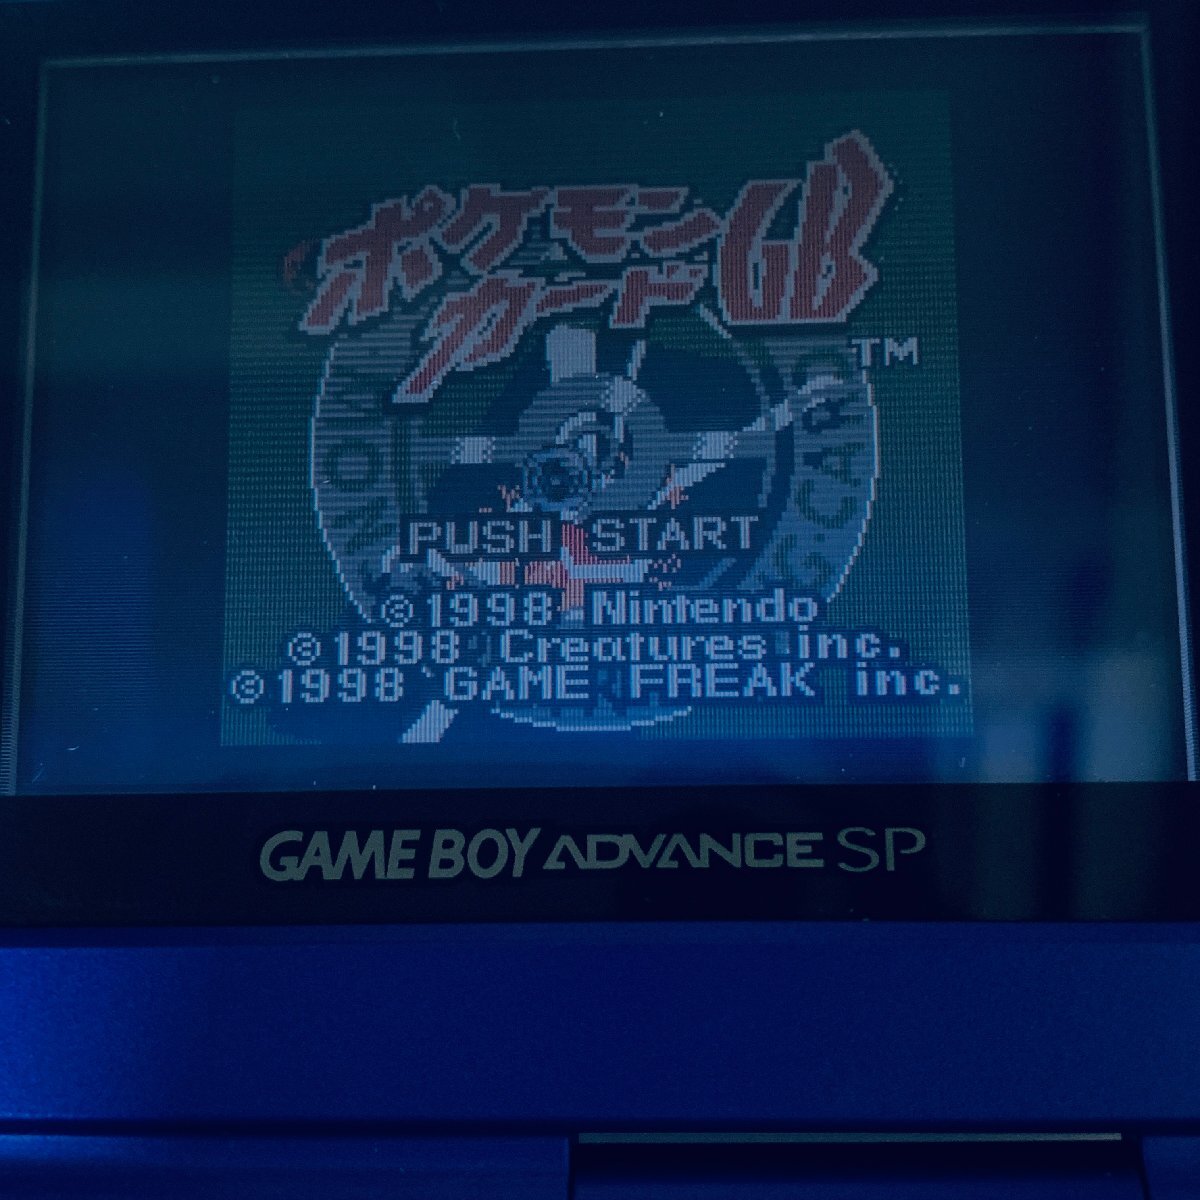 ポケモン
カードGB
TM
PUSH START
©1998 Nintendo
©1998 Creatures inc.
©1998 GAME FREAK inc.
GAME BOY ADVANCE SP